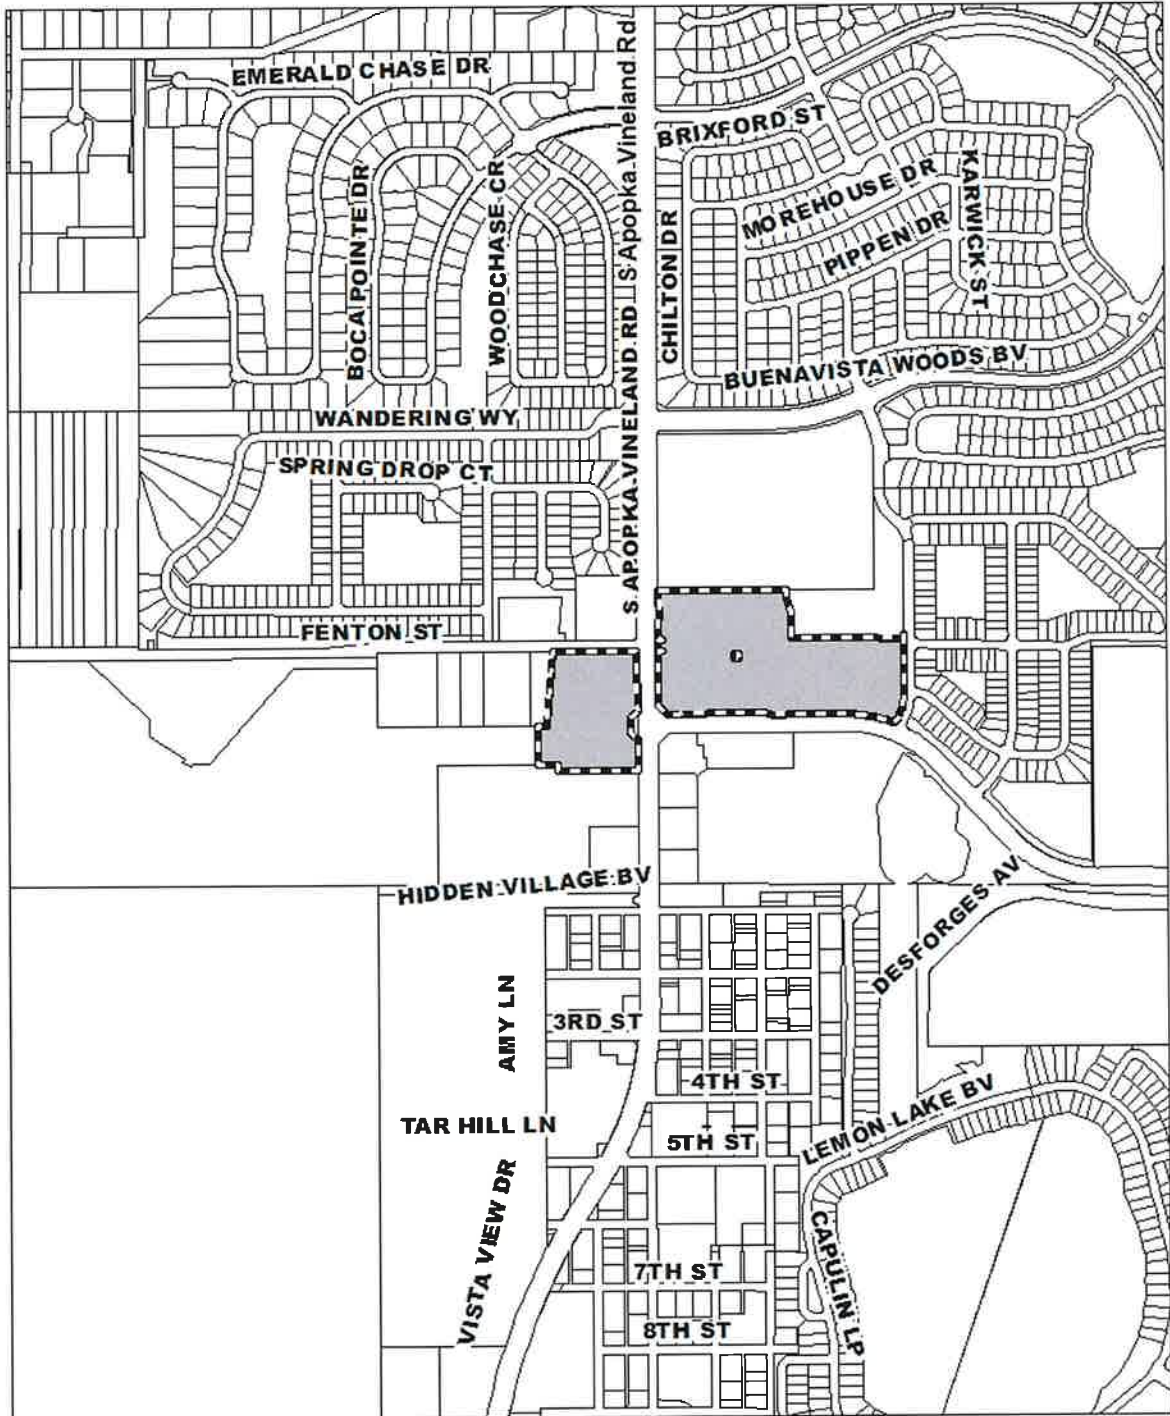 EMERALD CHASE DR
S Apopka Vineland Rd
BRIXFORD ST
BOCA POINTE DR
WOODCHASE CR
S Apopka Vineland Rd
CHILTON DR
MOREHOUSE DR
KARWICK ST
PIPPEN DR
S. APOPKA VINELAND RD
BUENAVISTA WOODS BV
WANDERING WY
SPRING DROP CT
FENTON ST
HIDDEN VILLAGE BV
DESFORGES AV
AMY LN
3RD ST
4TH ST
TAR HILL LN
5TH ST
LEMON LAKE BV
VISTA VIEW DR
CAPULIN LP
7TH ST
8TH ST